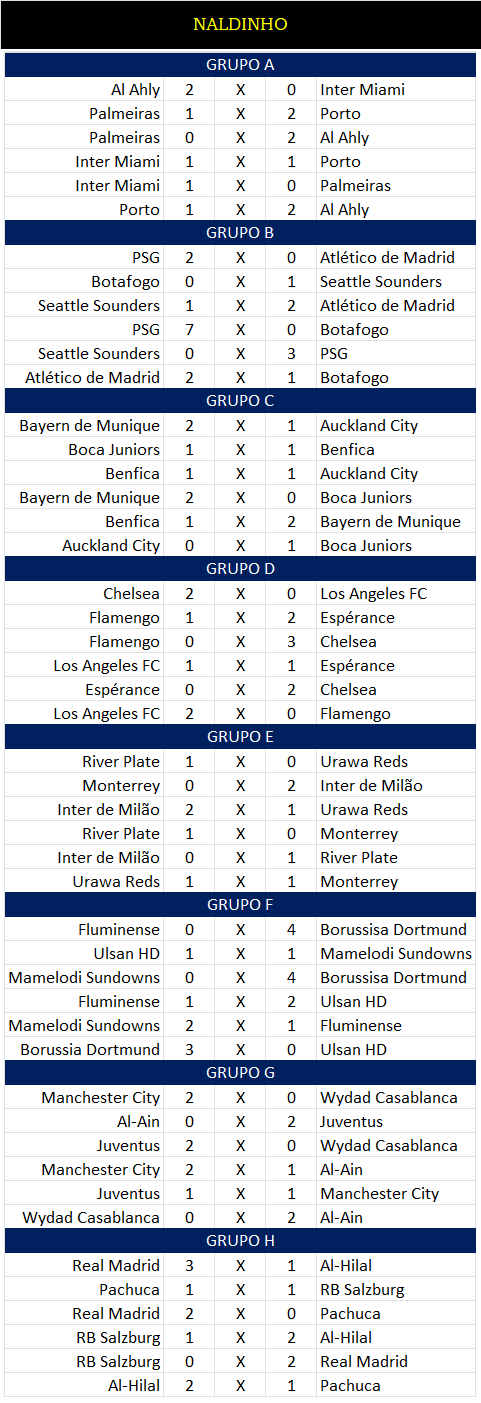 NALDINHO
GRUPO A
Al Ahly 2 X 0 Inter Miami
Palmeiras 1 X 2 Porto
Palmeiras 0 X 2 Al Ahly
Inter Miami 1 X 1 Porto
Inter Miami 1 X 0 Palmeiras
Porto 1 X 2 Al Ahly
GRUPO B
PSG 2 X 0 Atlético de Madrid
Botafogo 0 X 1 Seattle Sounders
Seattle Sounders 1 X 2 Atlético de Madrid
PSG 7 X 0 Botafogo
Seattle Sounders 0 X 3 PSG
Atlético de Madrid 2 X 1 Botafogo
GRUPO C
Bayern de Munique 2 X 1 Auckland City
Boca Juniors 1 X 1 Benfica
Benfica 1 X 1 Auckland City
Bayern de Munique 2 X 0 Boca Juniors
Benfica 1 X 2 Bayern de Munique
Auckland City 0 X 1 Boca Juniors
GRUPO D
Chelsea 2 X 0 Los Angeles FC
Flamengo 1 X 2 Espérance
Flamengo 0 X 3 Chelsea
Los Angeles FC 1 X 1 Espérance
Espérance 0 X 2 Chelsea
Los Angeles FC 2 X 0 Flamengo
GRUPO E
River Plate 1 X 0 Urawa Reds
Monterrey 0 X 2 Inter de Milão
Inter de Milão 2 X 1 Urawa Reds
River Plate 1 X 0 Monterrey
Inter de Milão 0 X 1 River Plate
Urawa Reds 1 X 1 Monterrey
GRUPO F
Fluminense 0 X 4 Borussisa Dortmund
Ulsan HD 1 X 1 Mamelodi Sundowns
Mamelodi Sundowns 0 X 4 Borussisa Dortmund
Fluminense 1 X 2 Ulsan HD
Mamelodi Sundowns 2 X 1 Fluminense
Borussia Dortmund 3 X 0 Ulsan HD
GRUPO G
Manchester City 2 X 0 Wydad Casablanca
Al-Ain 0 X 2 Juventus
Juventus 2 X 0 Wydad Casablanca
Manchester City 2 X 1 Al-Ain
Juventus 1 X 1 Manchester City
Wydad Casablanca 0 X 2 Al-Ain
GRUPO H
Real Madrid 3 X 1 Al-Hilal
Pachuca 1 X 1 RB Salzburg
Real Madrid 2 X 0 Pachuca
RB Salzburg 1 X 2 Al-Hilal
RB Salzburg 0 X 2 Real Madrid
Al-Hilal 2 X 1 Pachuca